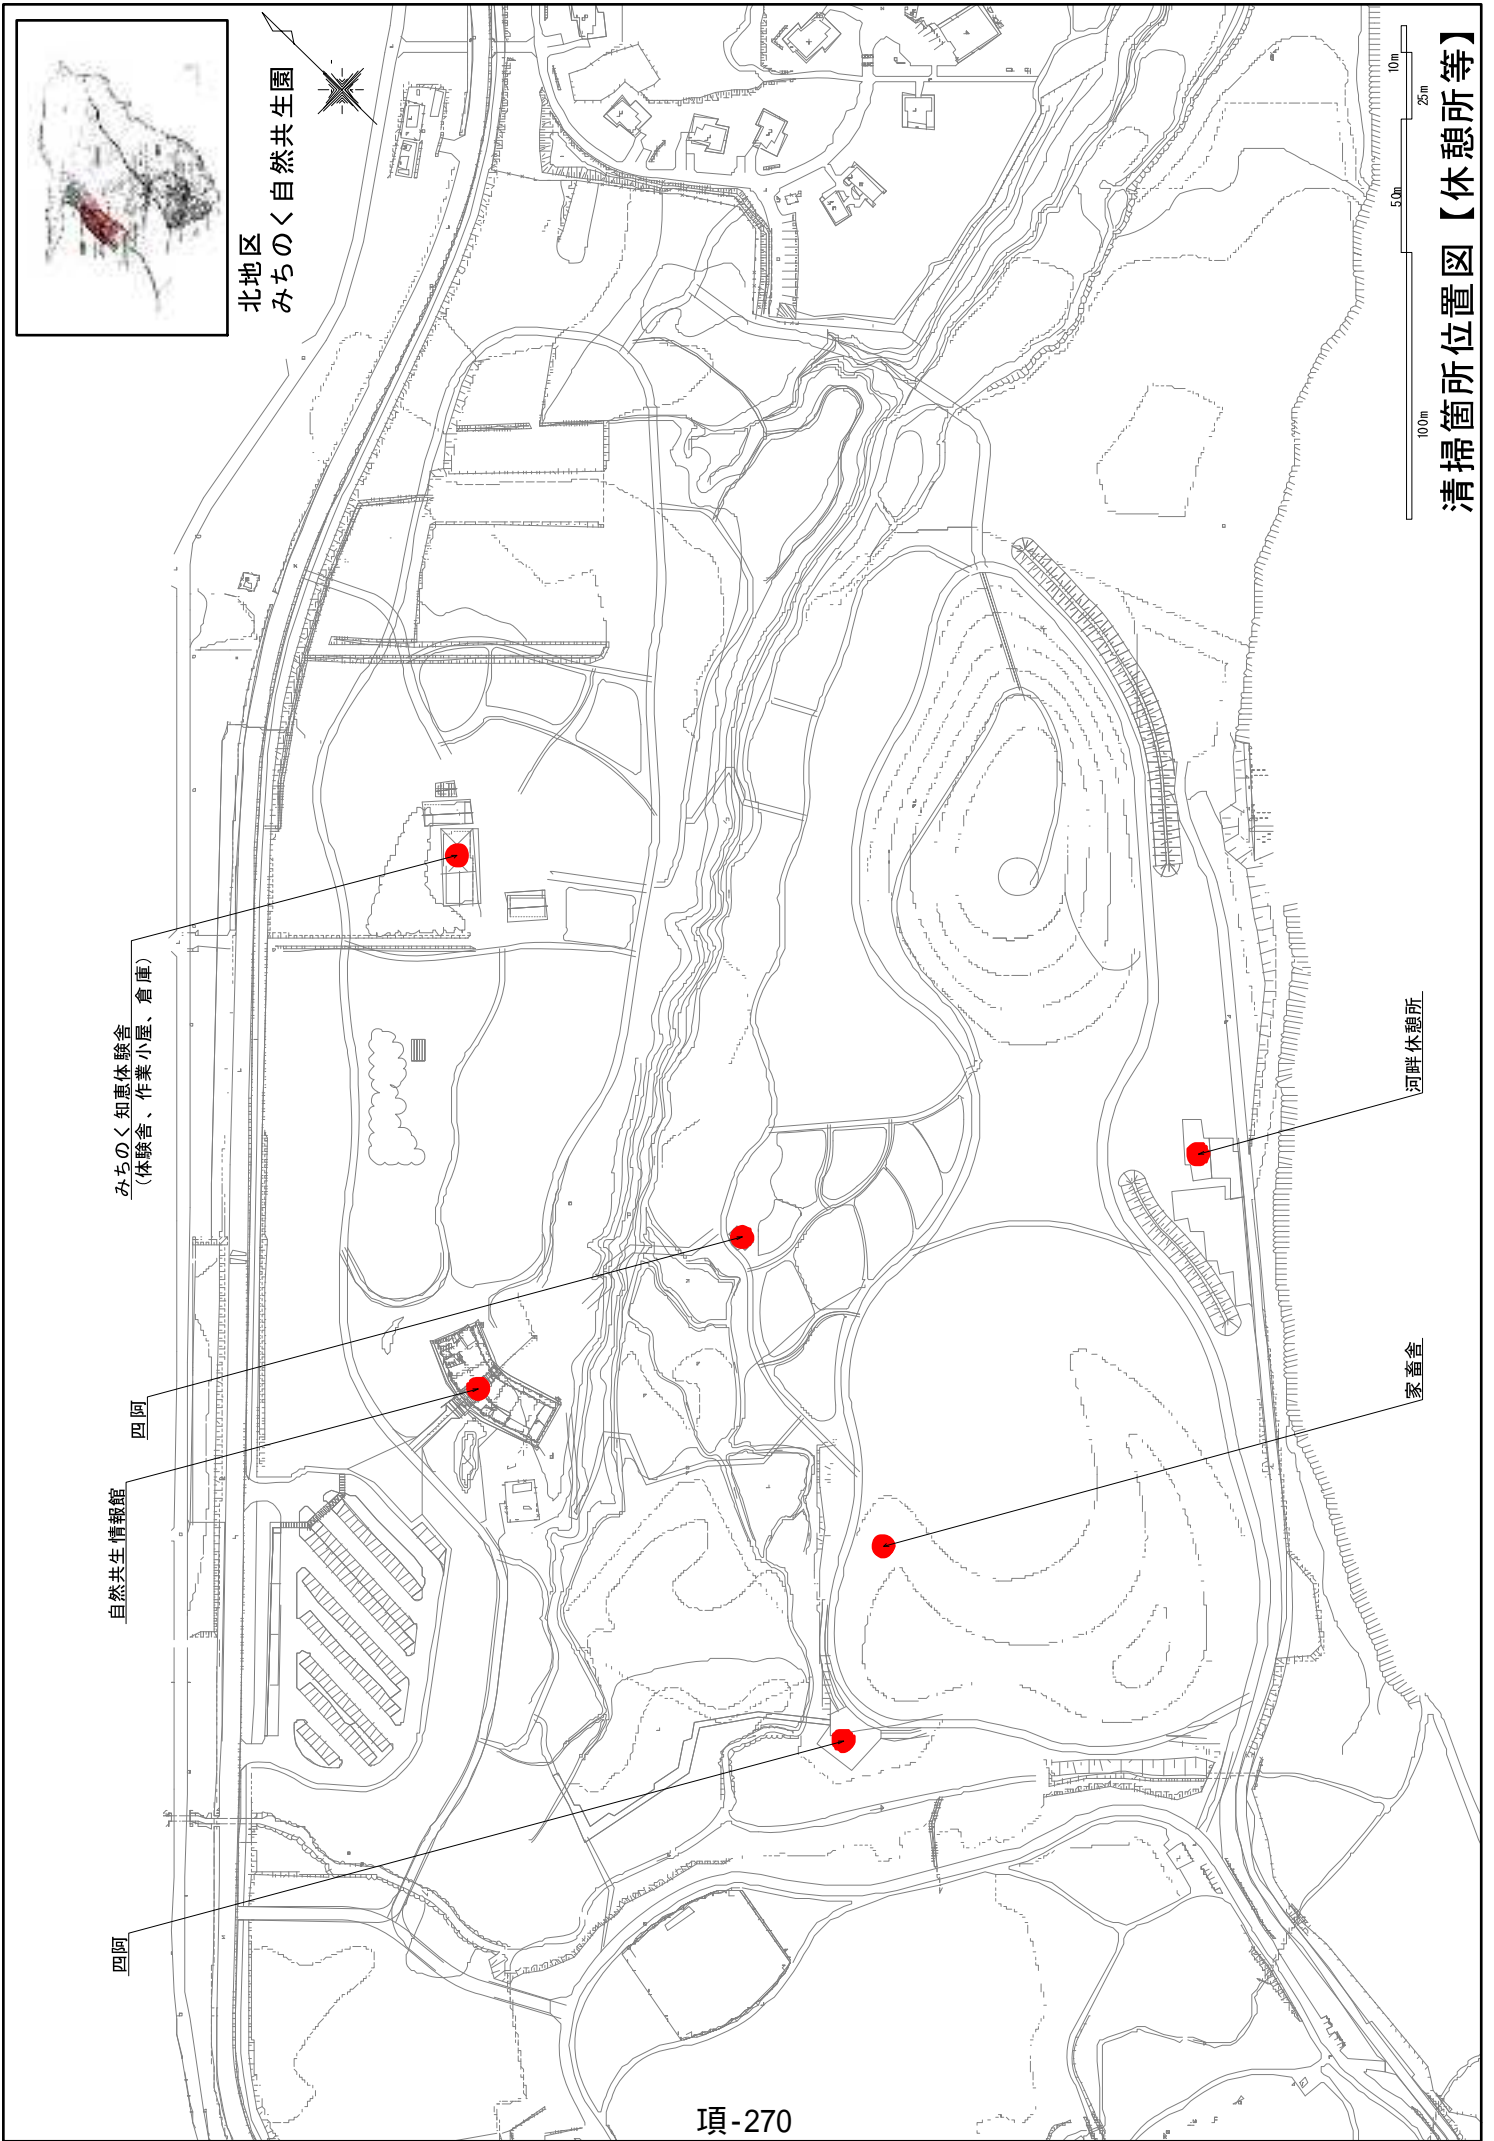 清掃箇所位置図【休憩所等】
北地区
みちのく自然共生園
10m
25m
50m
100m
みちのく知恵体験舎
(体験舎、作業小屋、倉庫)
四阿
自然共生情報館
四阿
河畔休憩所
家畜舎
項-270